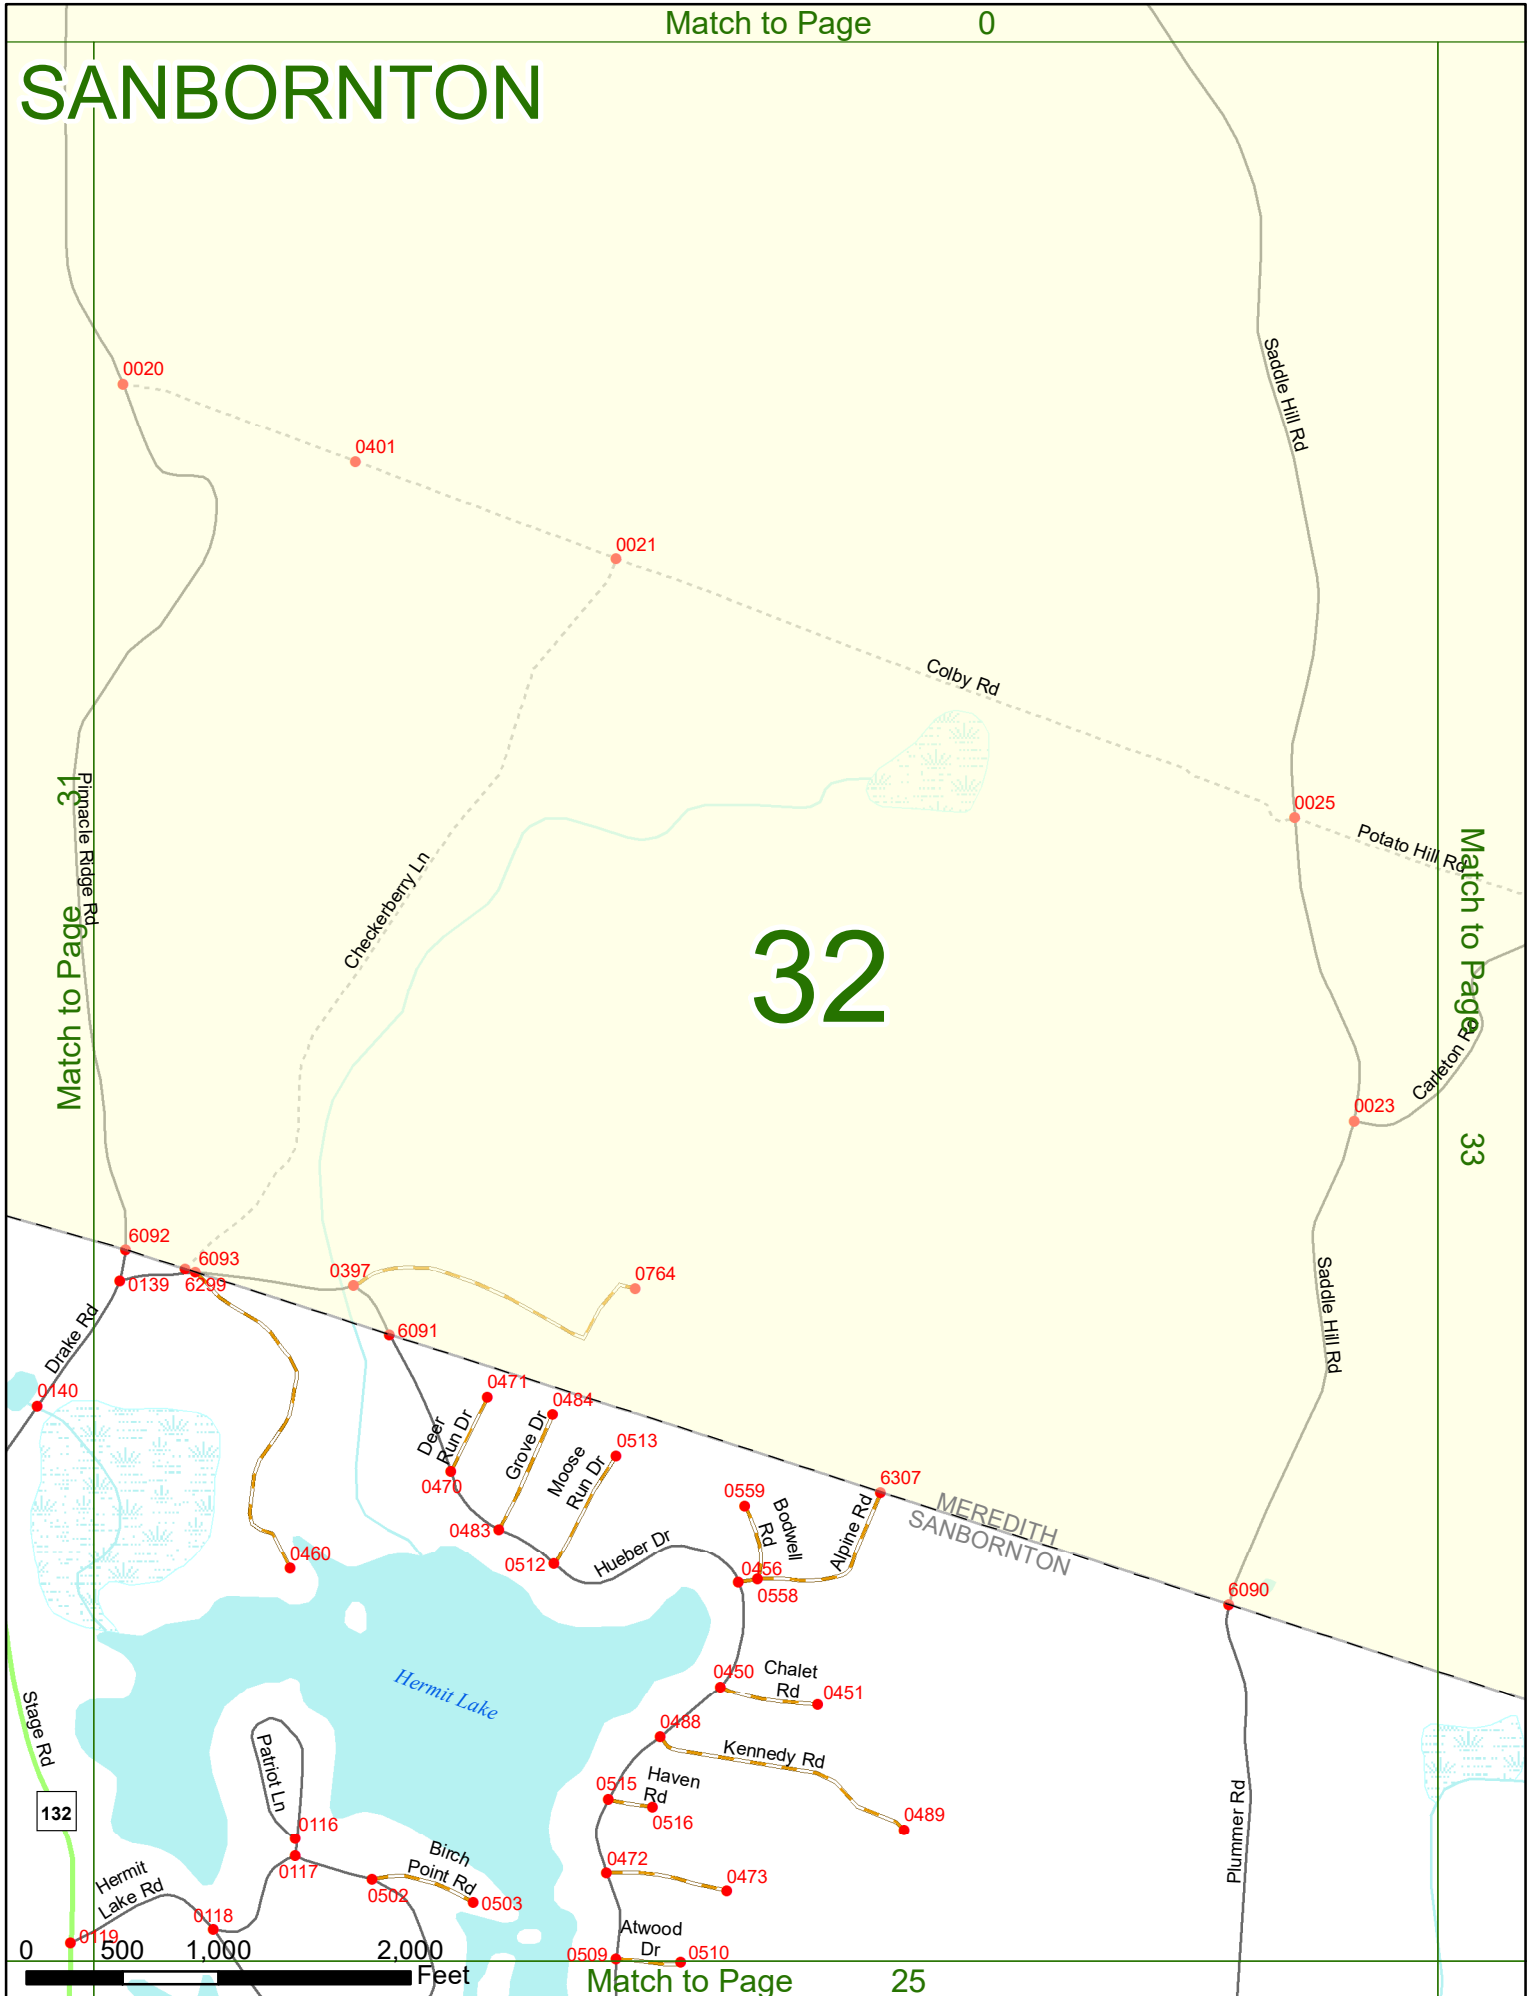 Match to Page 0
SANBORNTON
0020
0401
0021
Saddle Hill Rd
Colby Rd
0025
Potato Hill Rd
Match to Page 31
Pinnacle Ridge Rd
Checkerberry Ln
32
Match to Page 33
Carleton Rd
0023
6092
6093
0139
6299
0397
0764
6091
Saddle Hill Rd
Drake Rd
0140
0471
0484
Deer
Run Dr
Grove Dr
Moose
Run Dr
0513
0470
0483
0512
0559
Bodwell
Rd
Alpine Rd
6307
MEREDITH
SANBORNTON
Hueber Dr
0456
0558
0460
6090
Hermit Lake
0450
Chalet
Rd
0451
Stage Rd
0488
Kennedy Rd
Patriot Ln
0515
Haven
Rd
0516
0489
132
Plummer Rd
0116
0117
Birch
Point Rd
0472
0473
Hermit
Lake Rd
0502
0503
0118
0119
Atwood
Dr
0509
0510
0 500 1,000 2,000
Feet
Match to Page 25